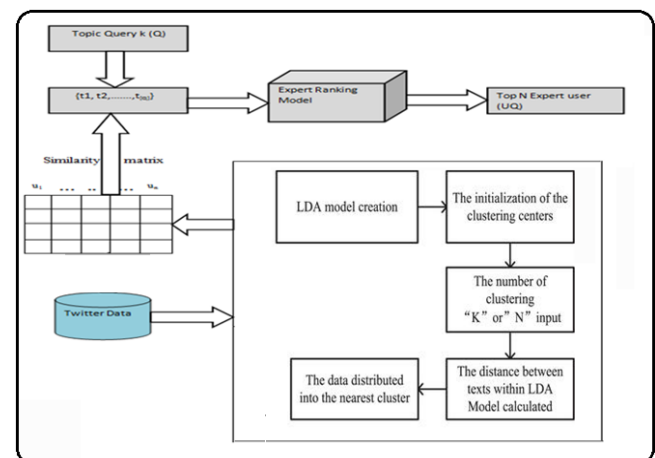 Topic Query k (Q)
{t1, t2,.......,t
Expert Ranking
Model
Top N Expert user
(UQ)
Similarity matrix
u1 ... .. ... un
LDA model creation
The initialization of the
clustering centers
The number of
clustering
“K” or” N” input
Twitter Data
The data distributed
into the nearest cluster
The distance between
texts within LDA
Model calculated